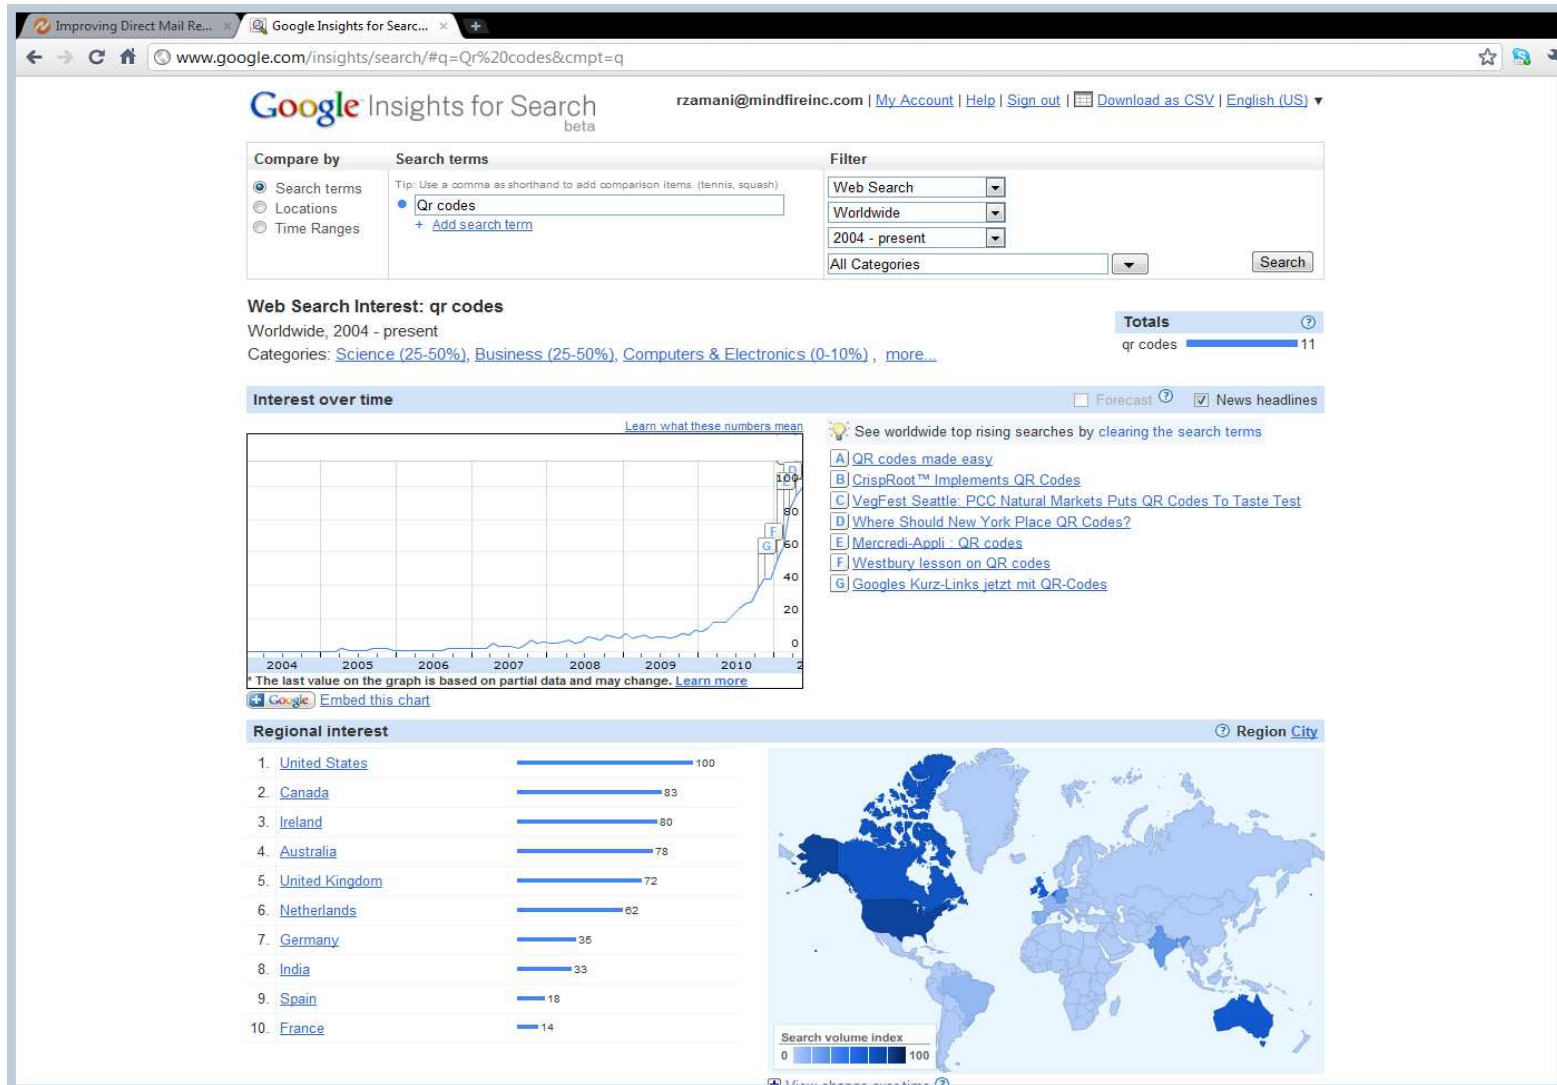 Improving Direct Mail Re... × Google Insights for Searc... ×
www.google.com/insights/search/#q=Qr%20codes&cmpt=q
Google Insights for Search beta
rzamani@mindfireinc.com | My Account | Help | Sign out | Download as CSV | English (US) ▼
Compare by Search terms Filter
Search terms
Locations
Time Ranges
Tip: Use a comma as shorthand to add comparison items. (tennis, squash)
Qr codes
+ Add search term
Web Search
Worldwide
2004 - present
All Categories
Search
Web Search Interest: qr codes
Worldwide, 2004 - present
Categories: Science (25-50%), Business (25-50%), Computers & Electronics (0-10%) , more...
Totals
qr codes 11
Interest over time
Forecast News headlines
Learn what these numbers mean
D
100
E
80
F
G 60
40
20
0
2004 2005 2006 2007 2008 2009 2010 2
* The last value on the graph is based on partial data and may change. Learn more
Google Embed this chart
See worldwide top rising searches by clearing the search terms
A QR codes made easy
B CrispRoot™ Implements QR Codes
C VegFest Seattle: PCC Natural Markets Puts QR Codes To Taste Test
D Where Should New York Place QR Codes?
E Mercredi-Appli : QR codes
F Westbury lesson on QR codes
G Googles Kurz-Links jetzt mit QR-Codes
Regional interest
Region City
1. United States 100
2. Canada 83
3. Ireland 80
4. Australia 78
5. United Kingdom 72
6. Netherlands 62
7. Germany 35
8. India 33
9. Spain 18
10. France 14
Search volume index
0 100
View change over time